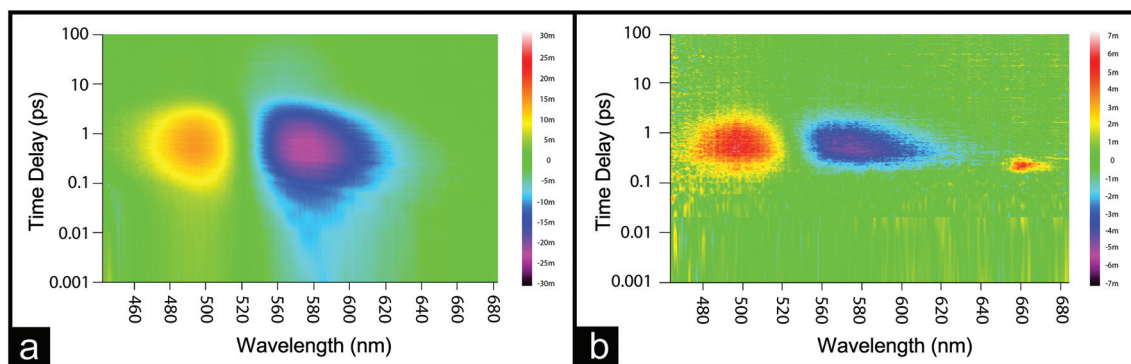 100
10
1
0.1
0.01
0.001
Time Delay (ps)
460
480
500
520
540
560
580
600
620
640
660
680
Wavelength (nm)
30m
25m
20m
15m
10m
5m
0
-5m
-10m
-15m
-20m
-25m
-30m
a
100
10
1
0.1
0.01
0.001
Time Delay (ps)
480
500
520
560
580
600
620
640
660
680
Wavelength (nm)
7m
6m
5m
4m
3m
2m
1m
0
-1m
-2m
-3m
-4m
-5m
-6m
-7m
b